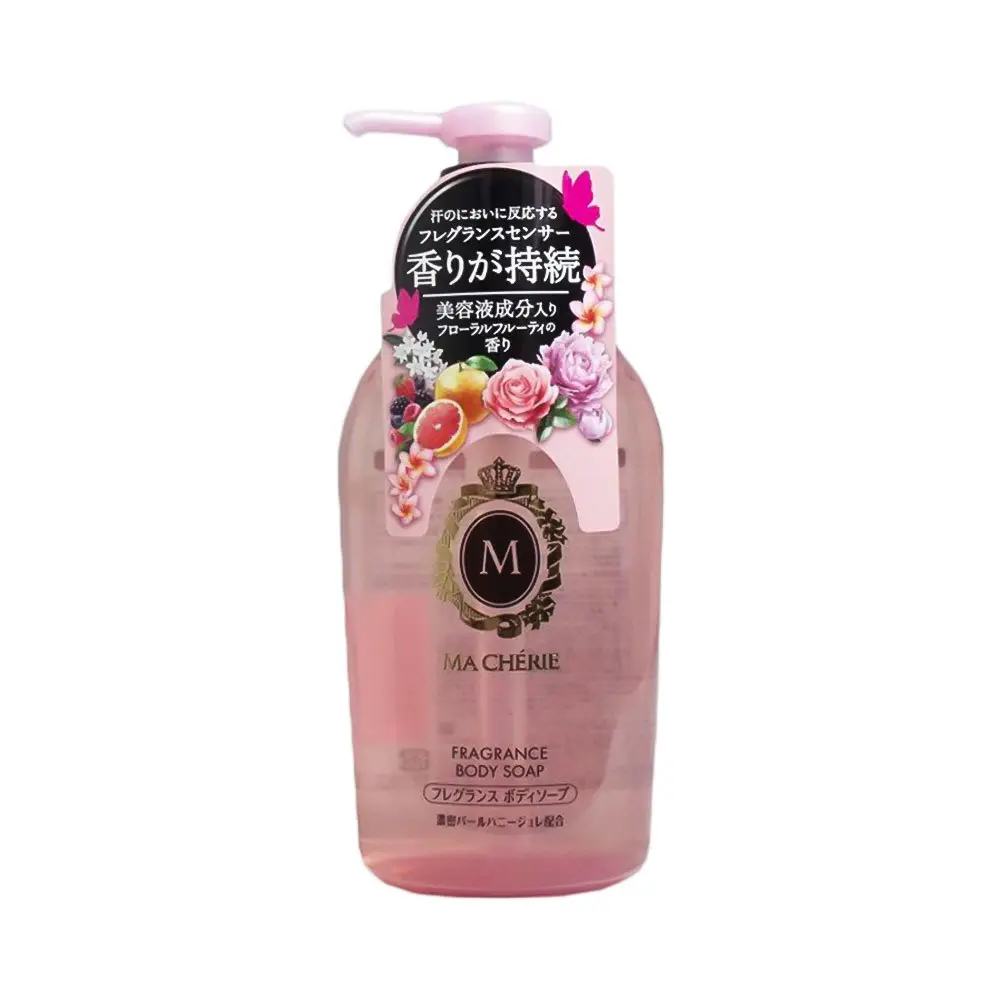 汗のにおいに反応する
フレグランスセンサー
香りが持続
美容液成分入り
フローラルフルーティの
香り
M
MA CHÉRIE
FRAGRANCE
BODY SOAP
フレグランス ボディソープ
濃密パールハニージュレ配合